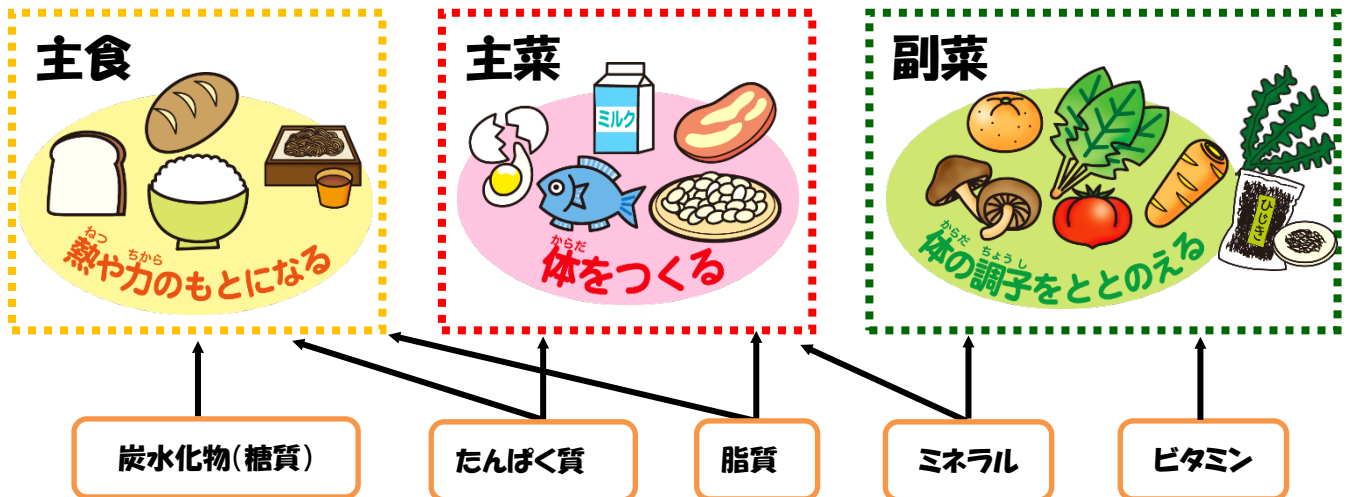 主食
熱や力のもとになる
ねつ
ちから
主菜
ミルク
体をつくる
からだ
副菜
ひじき
体の調子をととのえる
からだ
ちょうし
炭水化物(糖質)
たんぱく質
脂質
ミネラル
ビタミン